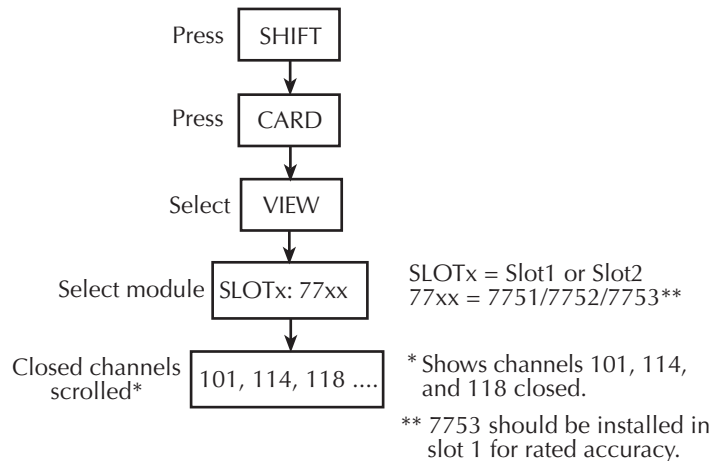 Press SHIFT
Press CARD
Select VIEW
Select module SLOTx: 77xx
SLOTx = Slot1 or Slot2
77xx = 7751/7752/7753**
Closed channels
scrolled*
101, 114, 118 ....
* Shows channels 101, 114,
and 118 closed.
** 7753 should be installed in
slot 1 for rated accuracy.